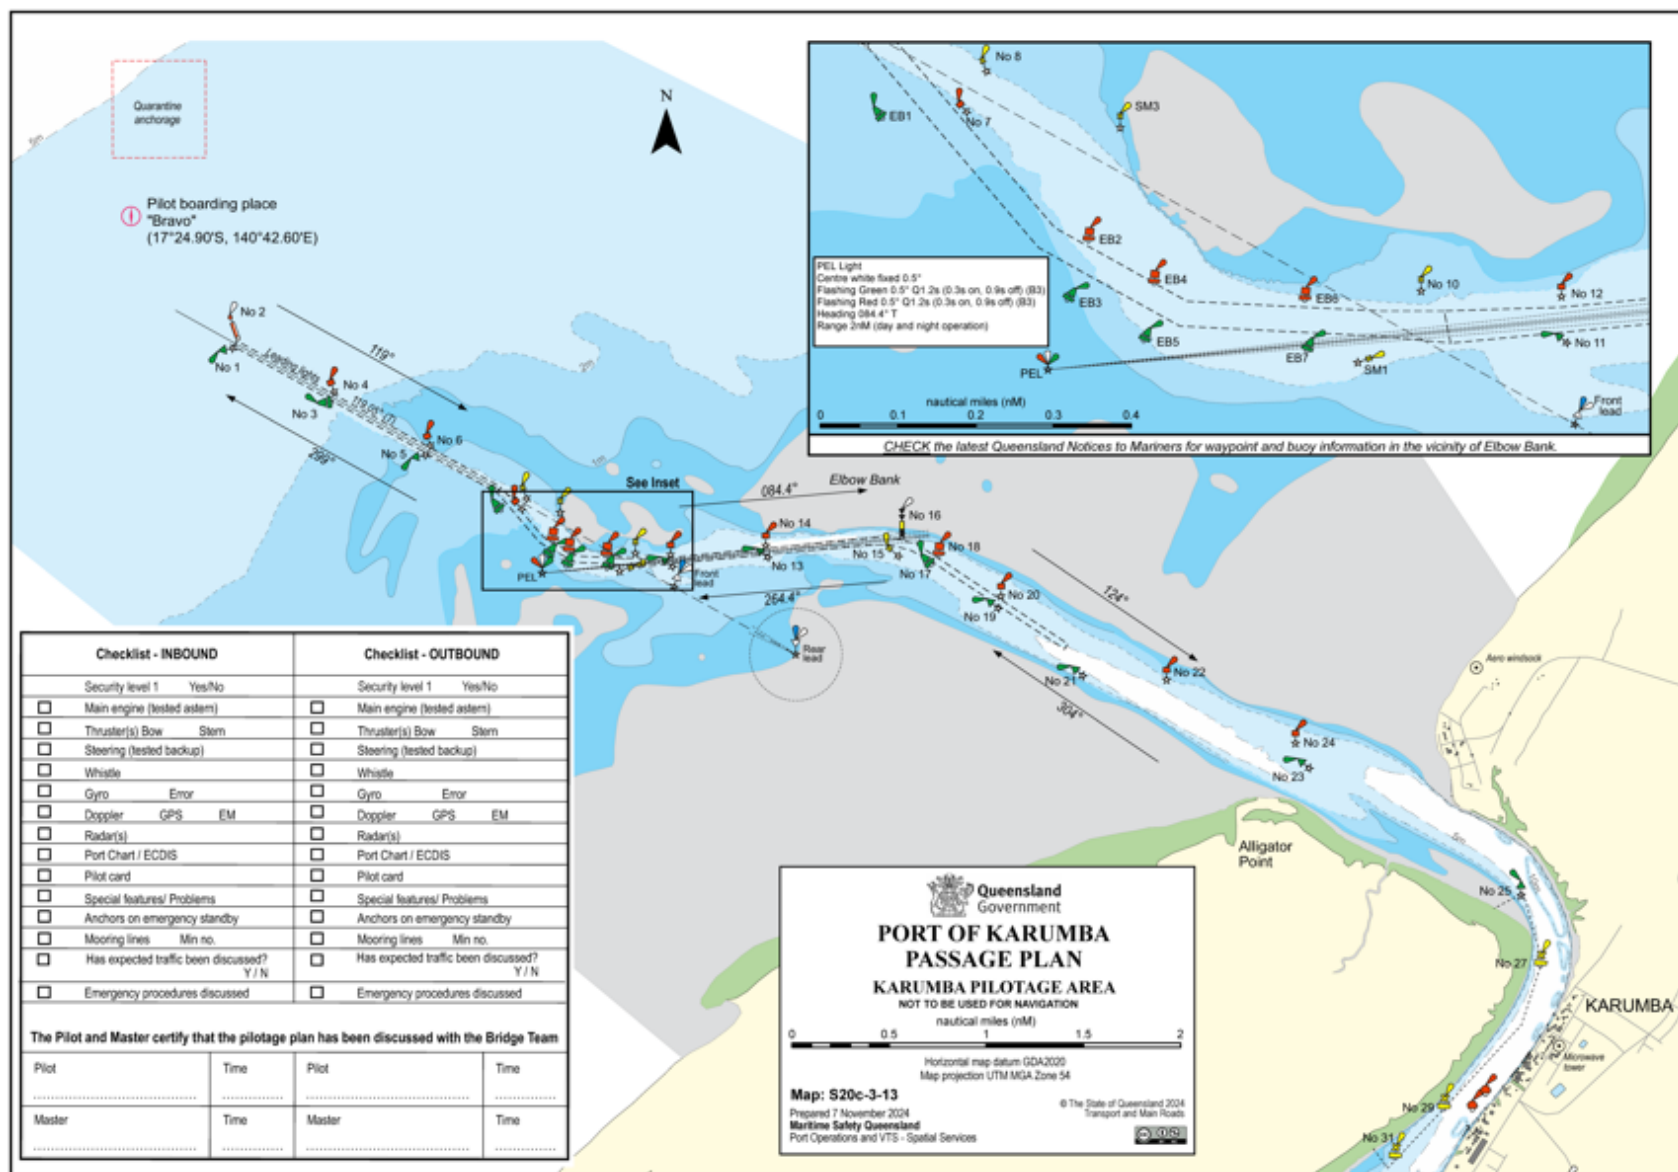 Quarantine
anchorage
5m
Pilot boarding place
"Bravo"
(17°24.90'S, 140°42.60'E)
N
No 2
No 1
Leading lights
119.05° (T)
119°
299°
No 4
No 3
No 6
No 5
2m
1m
See Inset
084.4°
Elbow Bank
No 14
No 13
No 16
No 15
No 18
No 17
PEL
Front
lead
264.4°
Rear
lead
No 20
No 19
124°
304°
No 22
No 21
No 24
No 23
Aero windsock
5m
10m
Alligator
Point
No 25
No 27
KARUMBA
Microwave
tower
No 29
No 31
No 8
EB1
No 7
SM3
EB2
EB4
EB3
EB6
No 10
No 12
EB5
EB7
No 11
SM1
PEL
Front
lead
PEL Light
Centre white fixed 0.5°
Flashing Green 0.5° Q1.2s (0.3s on, 0.9s off) (B3)
Flashing Red 0.5° Q1.2s (0.3s on, 0.9s off) (B3)
Heading 084.4° T
Range 2nM (day and night operation)
nautical miles (nM)
0 0.1 0.2 0.3 0.4
CHECK the latest Queensland Notices to Mariners for waypoint and buoy information in the vicinity of Elbow Bank.
Checklist - INBOUND
Security level 1 Yes/No
Main engine (tested astern)
Thruster(s) Bow Stern
Steering (tested backup)
Whistle
Gyro Error
Doppler GPS EM
Radar(s)
Port Chart / ECDIS
Pilot card
Special features/ Problems
Anchors on emergency standby
Mooring lines Min no.
Has expected traffic been discussed?
Y / N
Emergency procedures discussed
Checklist - OUTBOUND
Security level 1 Yes/No
Main engine (tested astern)
Thruster(s) Bow Stern
Steering (tested backup)
Whistle
Gyro Error
Doppler GPS EM
Radar(s)
Port Chart / ECDIS
Pilot card
Special features/ Problems
Anchors on emergency standby
Mooring lines Min no.
Has expected traffic been discussed?
Y / N
Emergency procedures discussed
The Pilot and Master certify that the pilotage plan has been discussed with the Bridge Team
Pilot Time Pilot Time
Master Time Master Time
Queensland
Government
PORT OF KARUMBA
PASSAGE PLAN
KARUMBA PILOTAGE AREA
NOT TO BE USED FOR NAVIGATION
nautical miles (nM)
0 0.5 1 1.5 2
Horizontal map datum GDA2020
Map projection UTM MGA Zone 54
Map: S20c-3-13
Prepared 7 November 2024
Maritime Safety Queensland
Port Operations and VTS - Spatial Services
© The State of Queensland 2024
Transport and Main Roads